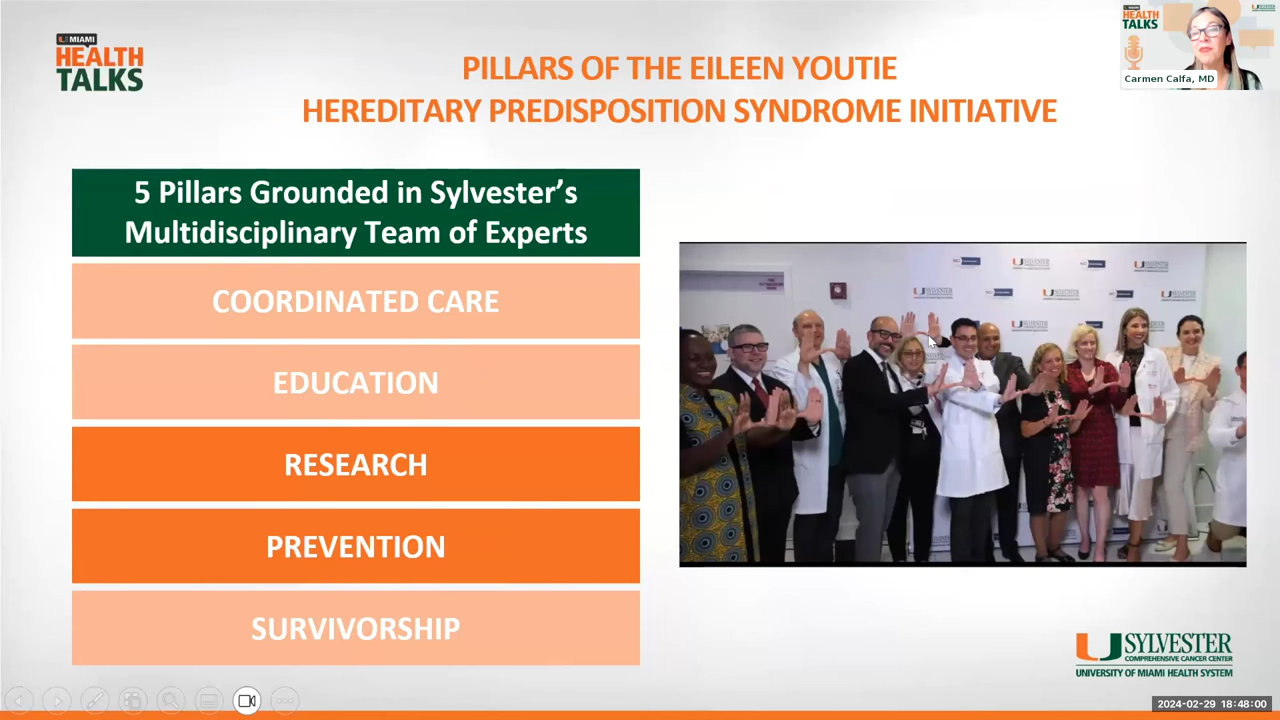 U MIAMI
HEALTH
TALKS
PILLARS OF THE EILEEN YOUTIE
HEREDITARY PREDISPOSITION SYNDROME INITIATIVE
HEALTH
TALKS
Carmen Calfa, MD
5 Pillars Grounded in Sylvester’s
Multidisciplinary Team of Experts
COORDINATED CARE
EDUCATION
RESEARCH
PREVENTION
SURVIVORSHIP
SYLVESTER
COMPREHENSIVE CANCER CENTER
UNIVERSITY OF MIAMI HEALTH SYSTEM
2024-02-29 18:48:00